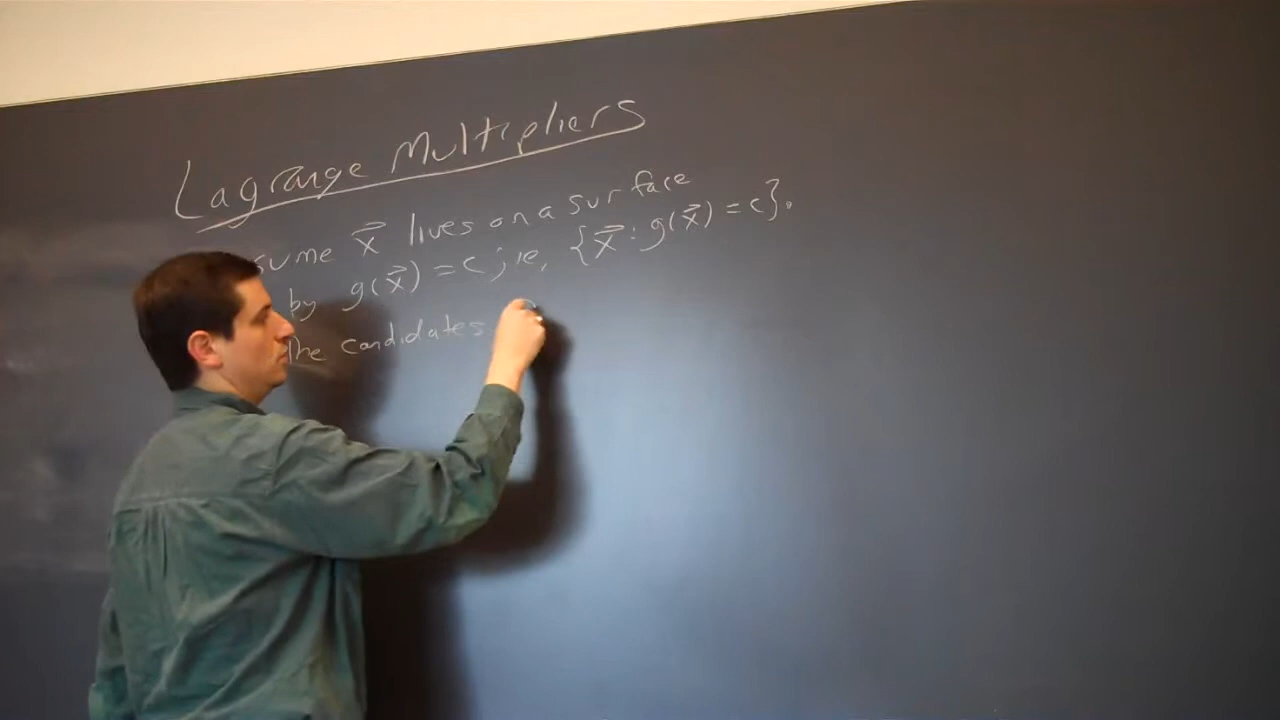 Lagrange Multipliers
sume x⃗ lives on a surface
by g(x⃗) = c ; ie, {x⃗ : g(x⃗) = c}.
The candidates